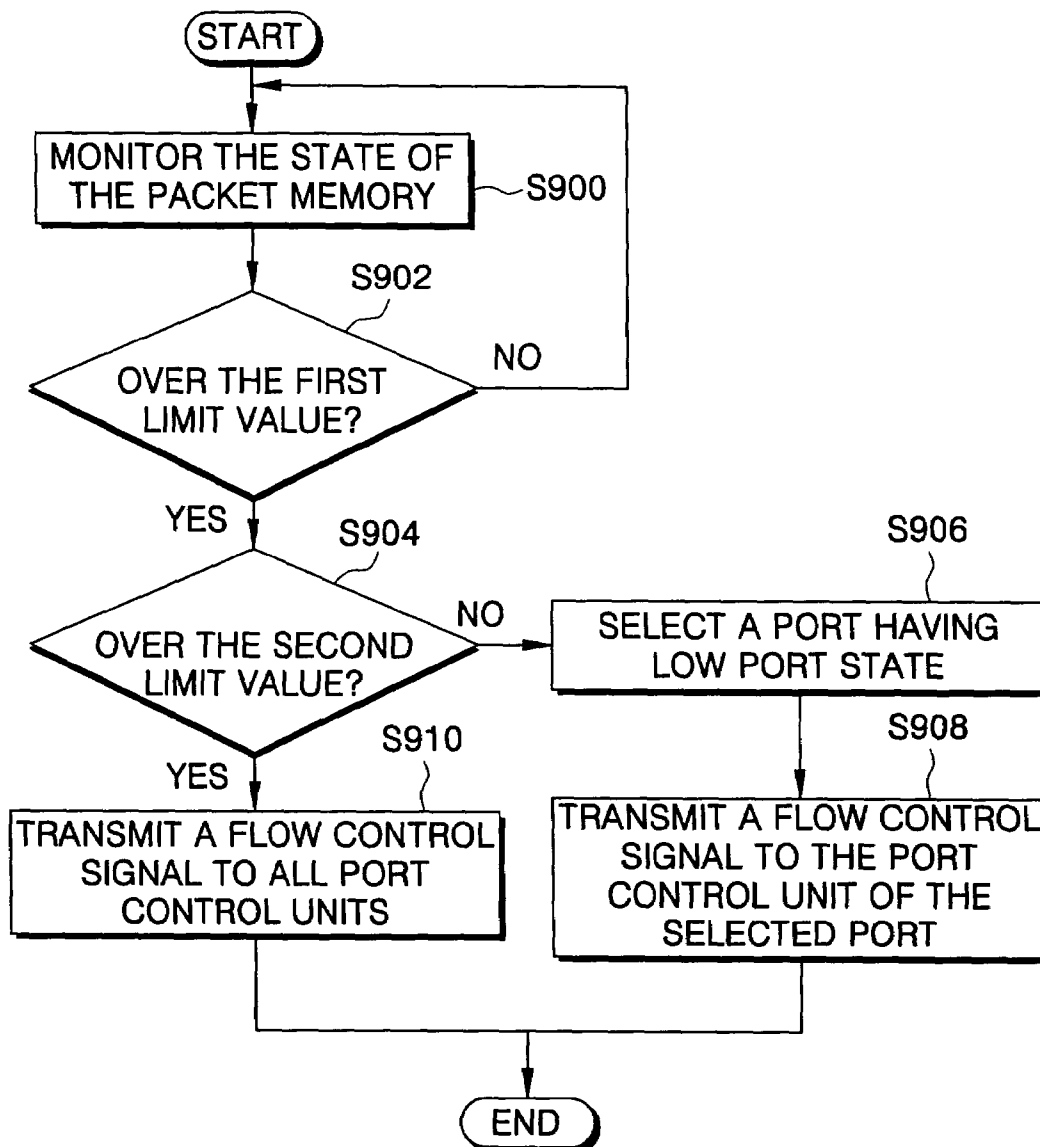 START
MONITOR THE STATE OF
THE PACKET MEMORY
S900
S902
OVER THE FIRST
LIMIT VALUE?
NO
YES
S904
OVER THE SECOND
LIMIT VALUE?
NO
S906
SELECT A PORT HAVING
LOW PORT STATE
YES
S910
TRANSMIT A FLOW CONTROL
SIGNAL TO ALL PORT
CONTROL UNITS
S908
TRANSMIT A FLOW CONTROL
SIGNAL TO THE PORT
CONTROL UNIT OF THE
SELECTED PORT
END